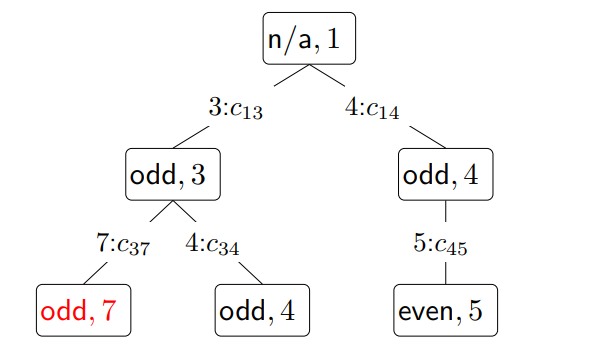 n/a, 1
3:c₁₃ 4:c₁₄
odd, 3 odd, 4
7:c₃₇ 4:c₃₄ 5:c₄₅
odd, 7 odd, 4 even, 5